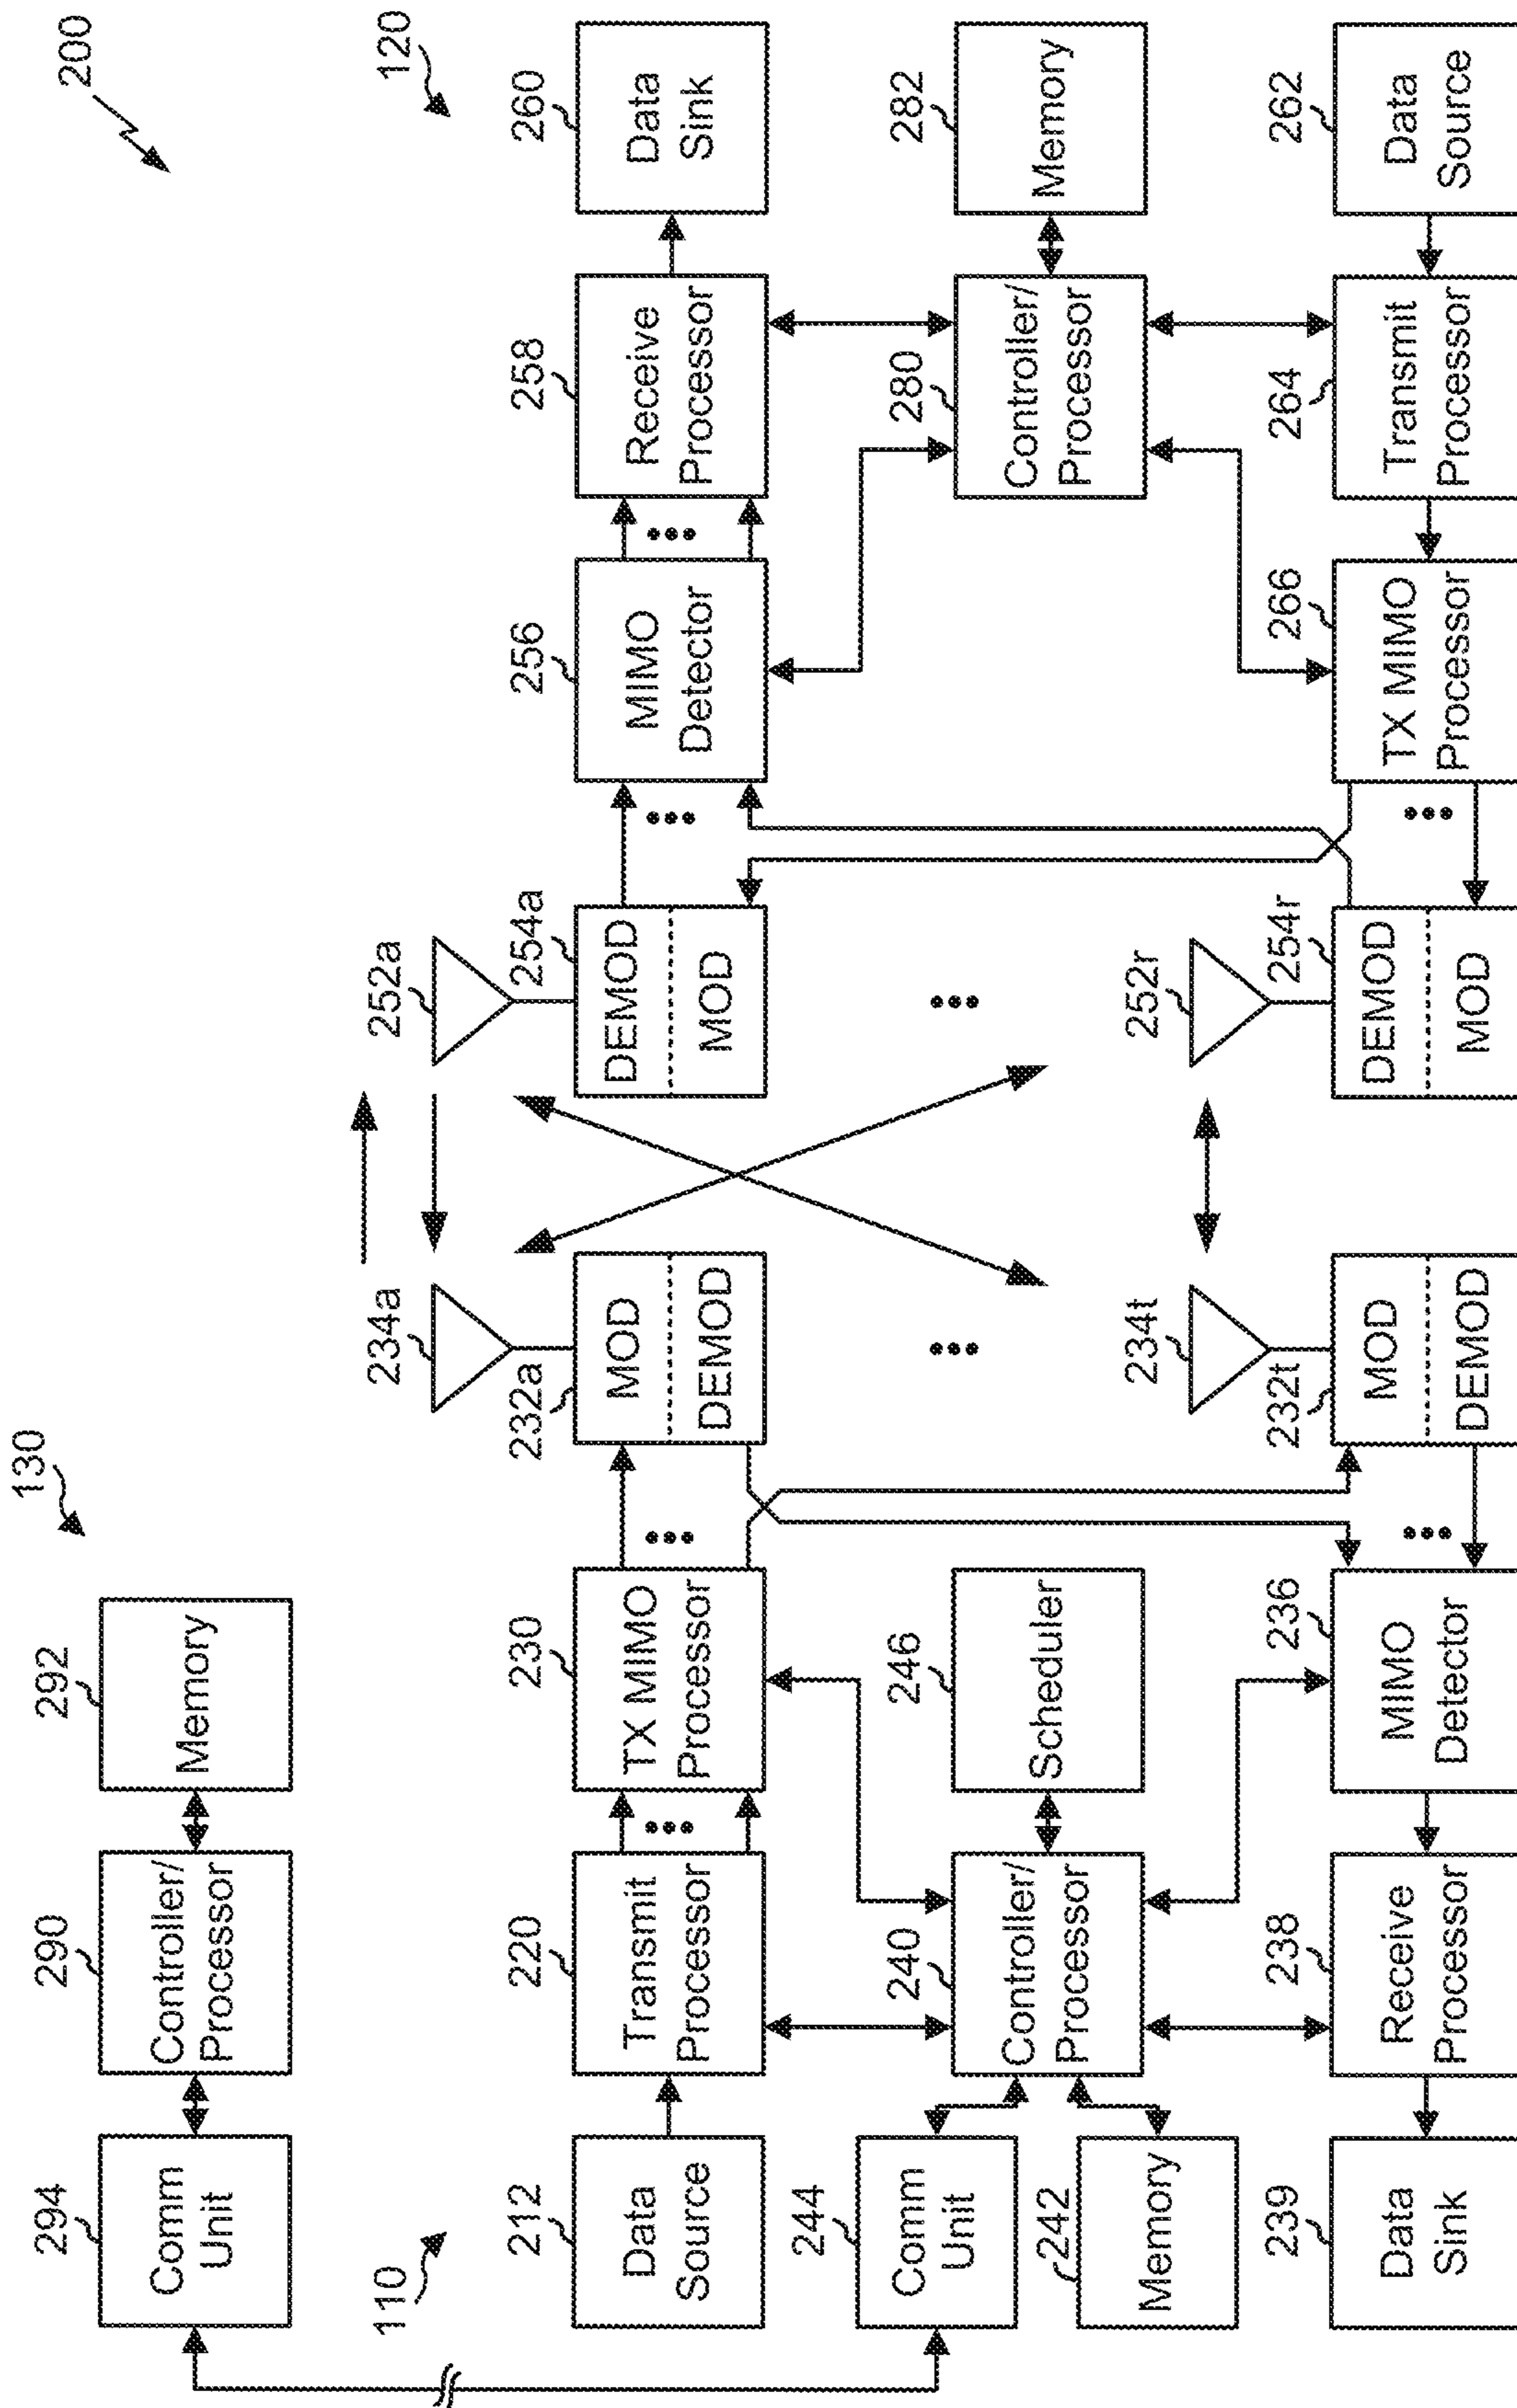 200
130
294
Comm
Unit
290
Controller/
Processor
292
Memory
110
120
212
Data
Source
220
Transmit
Processor
230
TX MIMO
Processor
232a
MOD
DEMOD
234a
252a
254a
DEMOD
MOD
256
MIMO
Detector
258
Receive
Processor
260
Data
Sink
244
Comm
Unit
242
Memory
240
Controller/
Processor
246
Scheduler
280
Controller/
Processor
282
Memory
239
Data
Sink
238
Receive
Processor
236
MIMO
Detector
232t
MOD
DEMOD
234t
252r
254r
DEMOD
MOD
266
TX MIMO
Processor
264
Transmit
Processor
262
Data
Source